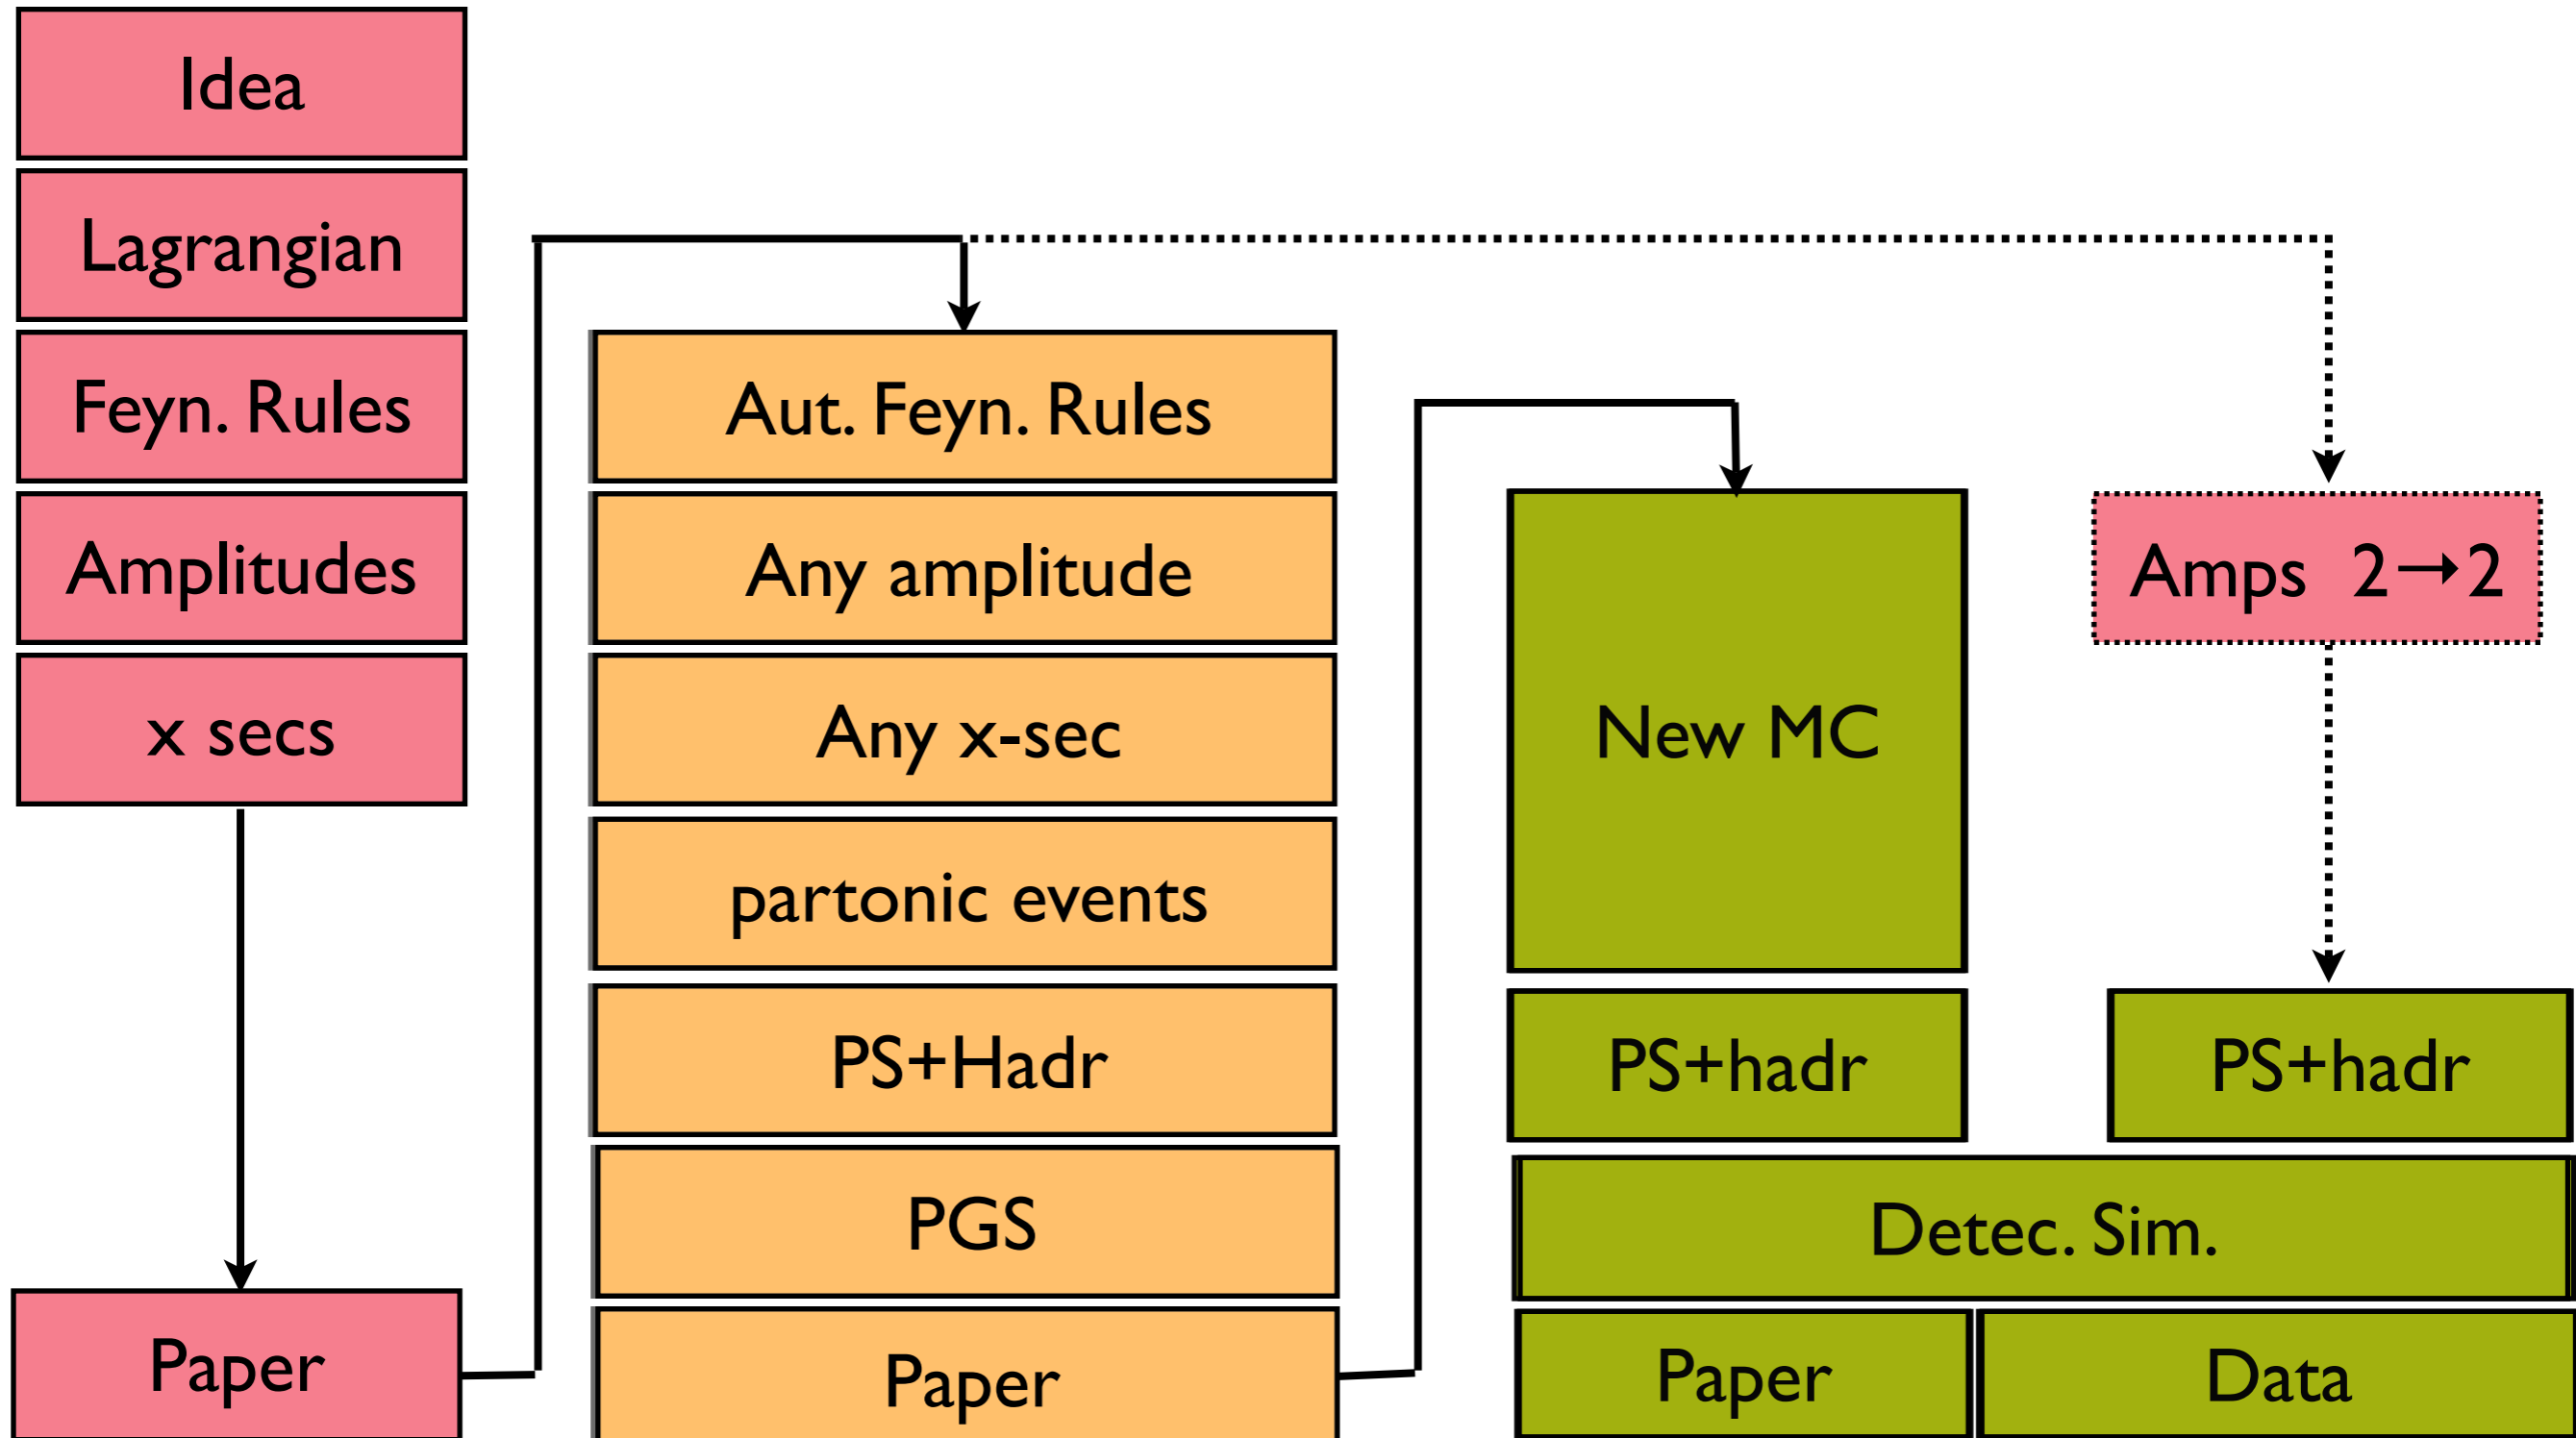 Idea
Lagrangian
Feyn. Rules
Amplitudes
x secs
Paper
Aut. Feyn. Rules
Any amplitude
Any x-sec
partonic events
PS+Hadr
PGS
Paper
New MC
PS+hadr
Amps 2→2
PS+hadr
Detec. Sim.
Paper
Data